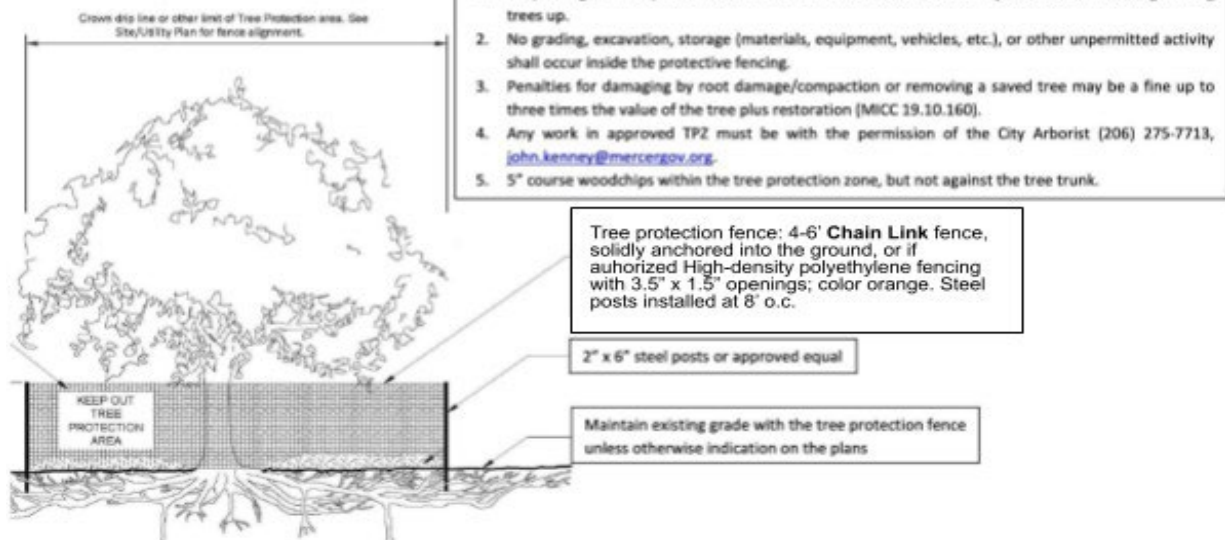 Crown drip line or other limit of Tree Protection area. See
Site/Utility Plan for fence alignment.
trees up.
2. No grading, excavation, storage (materials, equipment, vehicles, etc.), or other unpermitted activity
shall occur inside the protective fencing.
3. Penalties for damaging by root damage/compaction or removing a saved tree may be a fine up to
three times the value of the tree plus restoration (MICC 19.10.160).
4. Any work in approved TPZ must be with the permission of the City Arborist (206) 275-7713,
john.kenney@mercergov.org.
5. 5" course woodchips within the tree protection zone, but not against the tree trunk.
Tree protection fence: 4-6' Chain Link fence,
solidly anchored into the ground, or if
auhorized High-density polyethylene fencing
with 3.5" x 1.5" openings; color orange. Steel
posts installed at 8' o.c.
2" x 6" steel posts or approved equal
KEEP OUT
TREE
PROTECTION
AREA
Maintain existing grade with the tree protection fence
unless otherwise indication on the plans